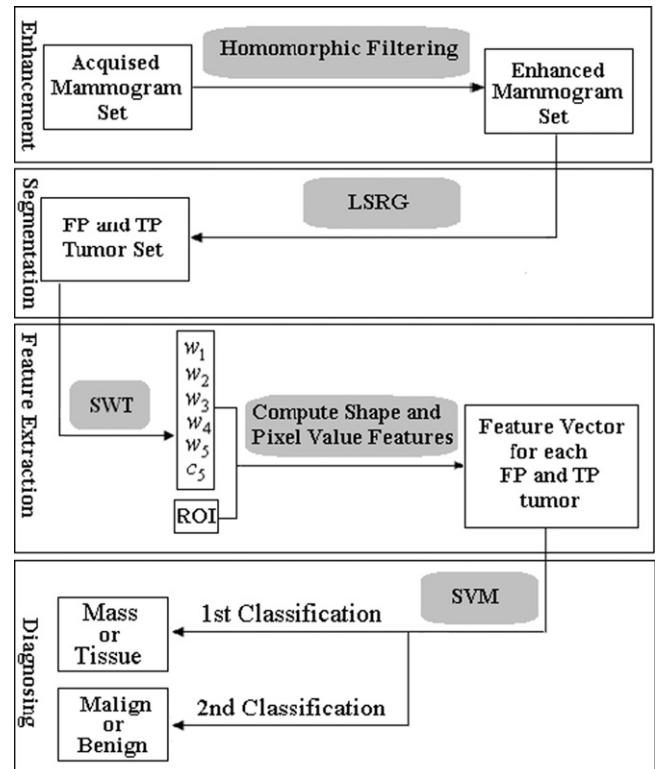 Enhancement
Homomorphic Filtering
Acquised
Mammogram
Set
Enhanced
Mammogram
Set
Segmentation
LSRG
FP and TP
Tumor Set
Feature Extraction
SWT
w1
w2
w3
w4
w5
c5
ROI
Compute Shape and
Pixel Value Features
Feature Vector
for each
FP and TP
tumor
Diagnosing
SVM
Mass
or
Tissue
1st Classification
Malign
or
Benign
2nd Classification